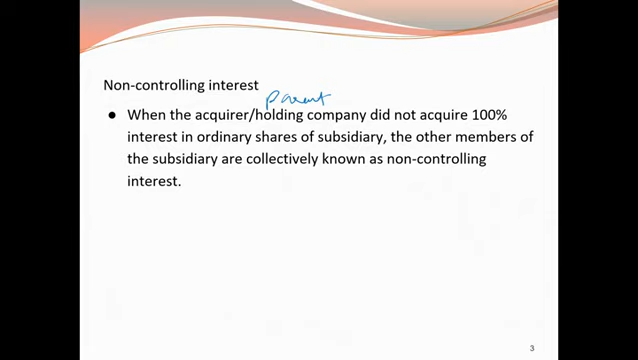 Non-controlling interest
parent
● When the acquirer/holding company did not acquire 100%
interest in ordinary shares of subsidiary, the other members of
the subsidiary are collectively known as non-controlling
interest.
3